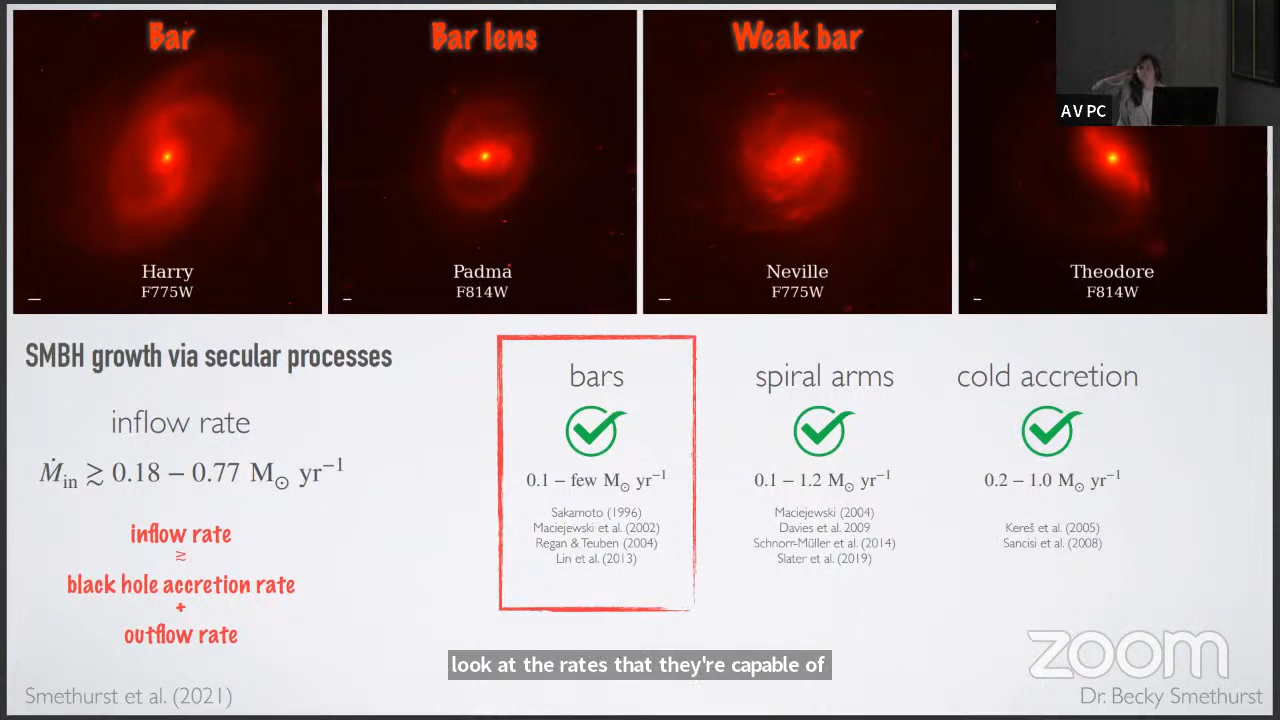 Bar
Bar lens
Weak bar
AV PC
Harry
F775W
Padma
F814W
Neville
F775W
Theodore
F814W
SMBH growth via secular processes
inflow rate
Ṁin ≳ 0.18 − 0.77 M⊙ yr−1
inflow rate
≳
black hole accretion rate
+
outflow rate
bars
0.1 − few M⊙ yr−1
Sakamoto (1996)
Maciejewski et al. (2002)
Regan & Teuben (2004)
Lin et al. (2013)
spiral arms
0.1 − 1.2 M⊙ yr−1
Maciejewski (2004)
Davies et al. 2009
Schnorr-Müller et al. (2014)
Slater et al. (2019)
cold accretion
0.2 − 1.0 M⊙ yr−1
Kereš et al. (2005)
Sancisi et al. (2008)
look at the rates that they're capable of
zoom
Smethurst et al. (2021)
Dr. Becky Smethurst